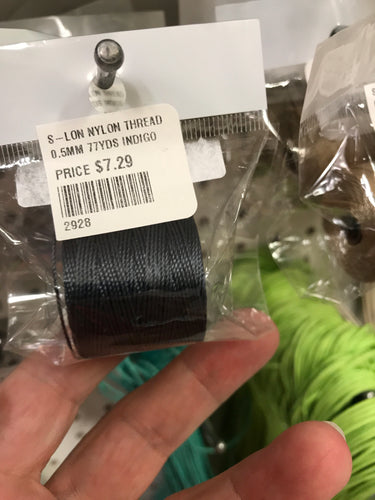 S-LON NYLON THREAD
0.5MM 77YDS INDIGO
PRICE $7.29
2928